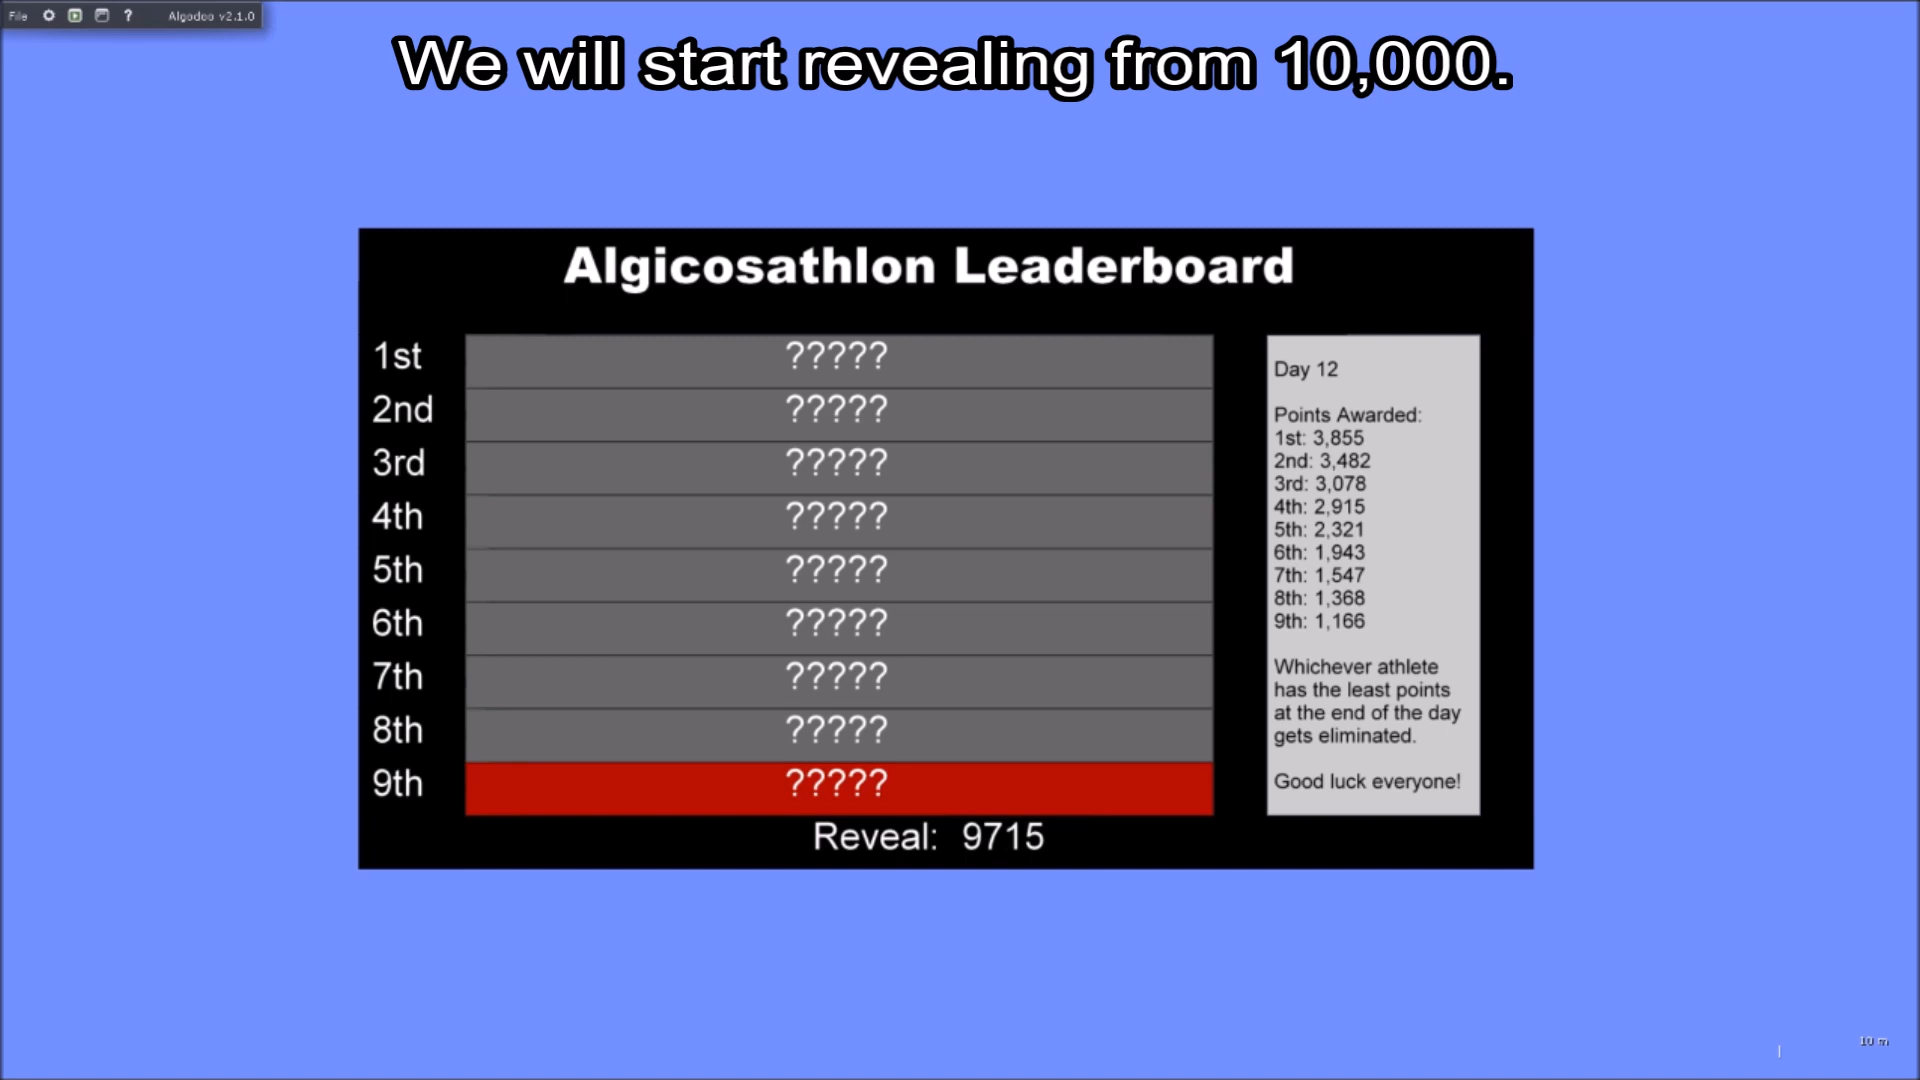 File ? Algodoo v2.1.0
We will start revealing from 10,000.
Algicosathlon Leaderboard
1st ?????
2nd ?????
3rd ?????
4th ?????
5th ?????
6th ?????
7th ?????
8th ?????
9th ?????
Reveal: 9715
Day 12
Points Awarded:
1st: 3,855
2nd: 3,482
3rd: 3,078
4th: 2,915
5th: 2,321
6th: 1,943
7th: 1,547
8th: 1,368
9th: 1,166
Whichever athlete
has the least points
at the end of the day
gets eliminated.
Good luck everyone!
10 m